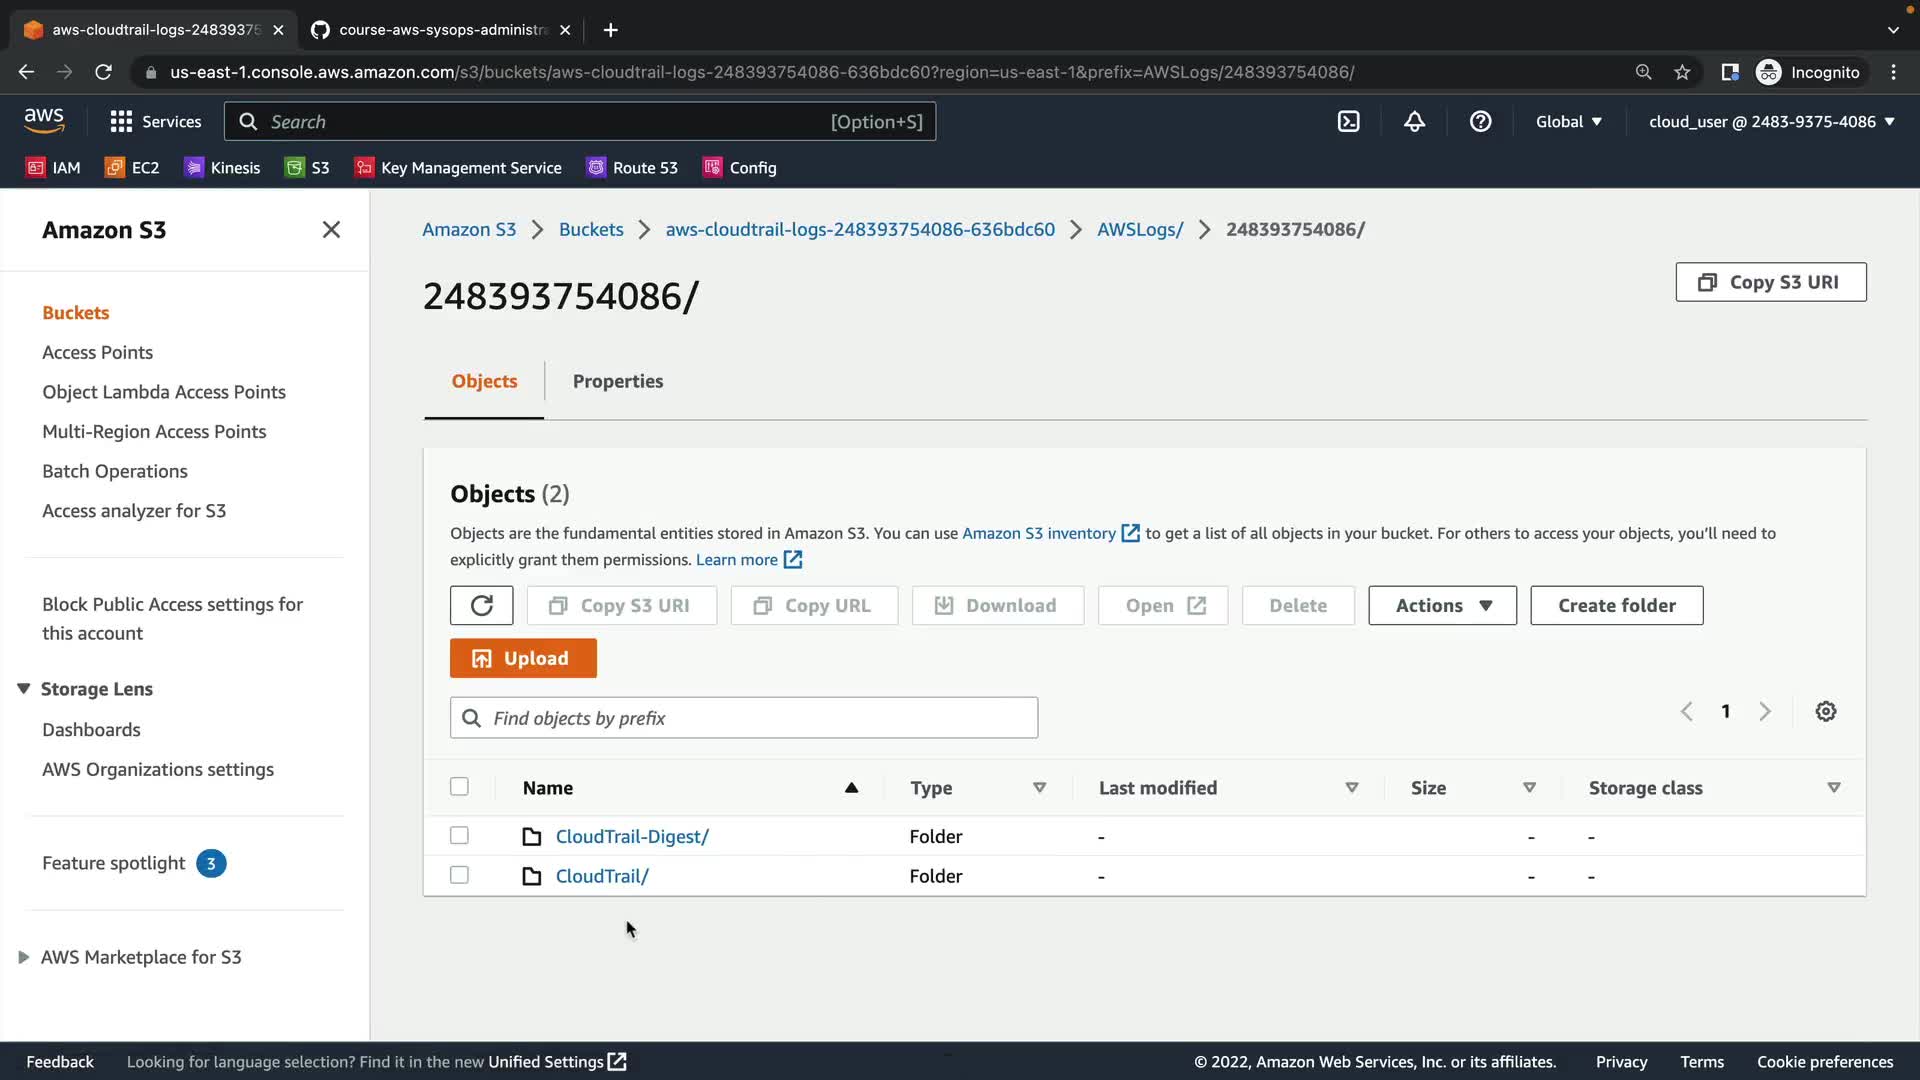 aws-cloudtrail-logs-24839375
course-aws-sysops-administra
us-east-1.console.aws.amazon.com/s3/buckets/aws-cloudtrail-logs-248393754086-636bdc60?region=us-east-1&prefix=AWSLogs/248393754086/
Incognito
aws
Services
Search
[Option+S]
Global
cloud_user @ 2483-9375-4086
IAM
EC2
Kinesis
S3
Key Management Service
Route 53
Config
Amazon S3
Buckets
Access Points
Object Lambda Access Points
Multi-Region Access Points
Batch Operations
Access analyzer for S3
Block Public Access settings for
this account
Storage Lens
Dashboards
AWS Organizations settings
Feature spotlight 3
AWS Marketplace for S3
Amazon S3 > Buckets > aws-cloudtrail-logs-248393754086-636bdc60 > AWSLogs/ > 248393754086/
248393754086/
Copy S3 URI
Objects
Properties
Objects (2)
Objects are the fundamental entities stored in Amazon S3. You can use Amazon S3 inventory to get a list of all objects in your bucket. For others to access your objects, you’ll need to
explicitly grant them permissions. Learn more
Copy S3 URI
Copy URL
Download
Open
Delete
Actions
Create folder
Upload
Find objects by prefix
1
Name
Type
Last modified
Size
Storage class
CloudTrail-Digest/ Folder - - -
CloudTrail/ Folder - - -
Feedback
Looking for language selection? Find it in the new Unified Settings
© 2022, Amazon Web Services, Inc. or its affiliates.
Privacy
Terms
Cookie preferences